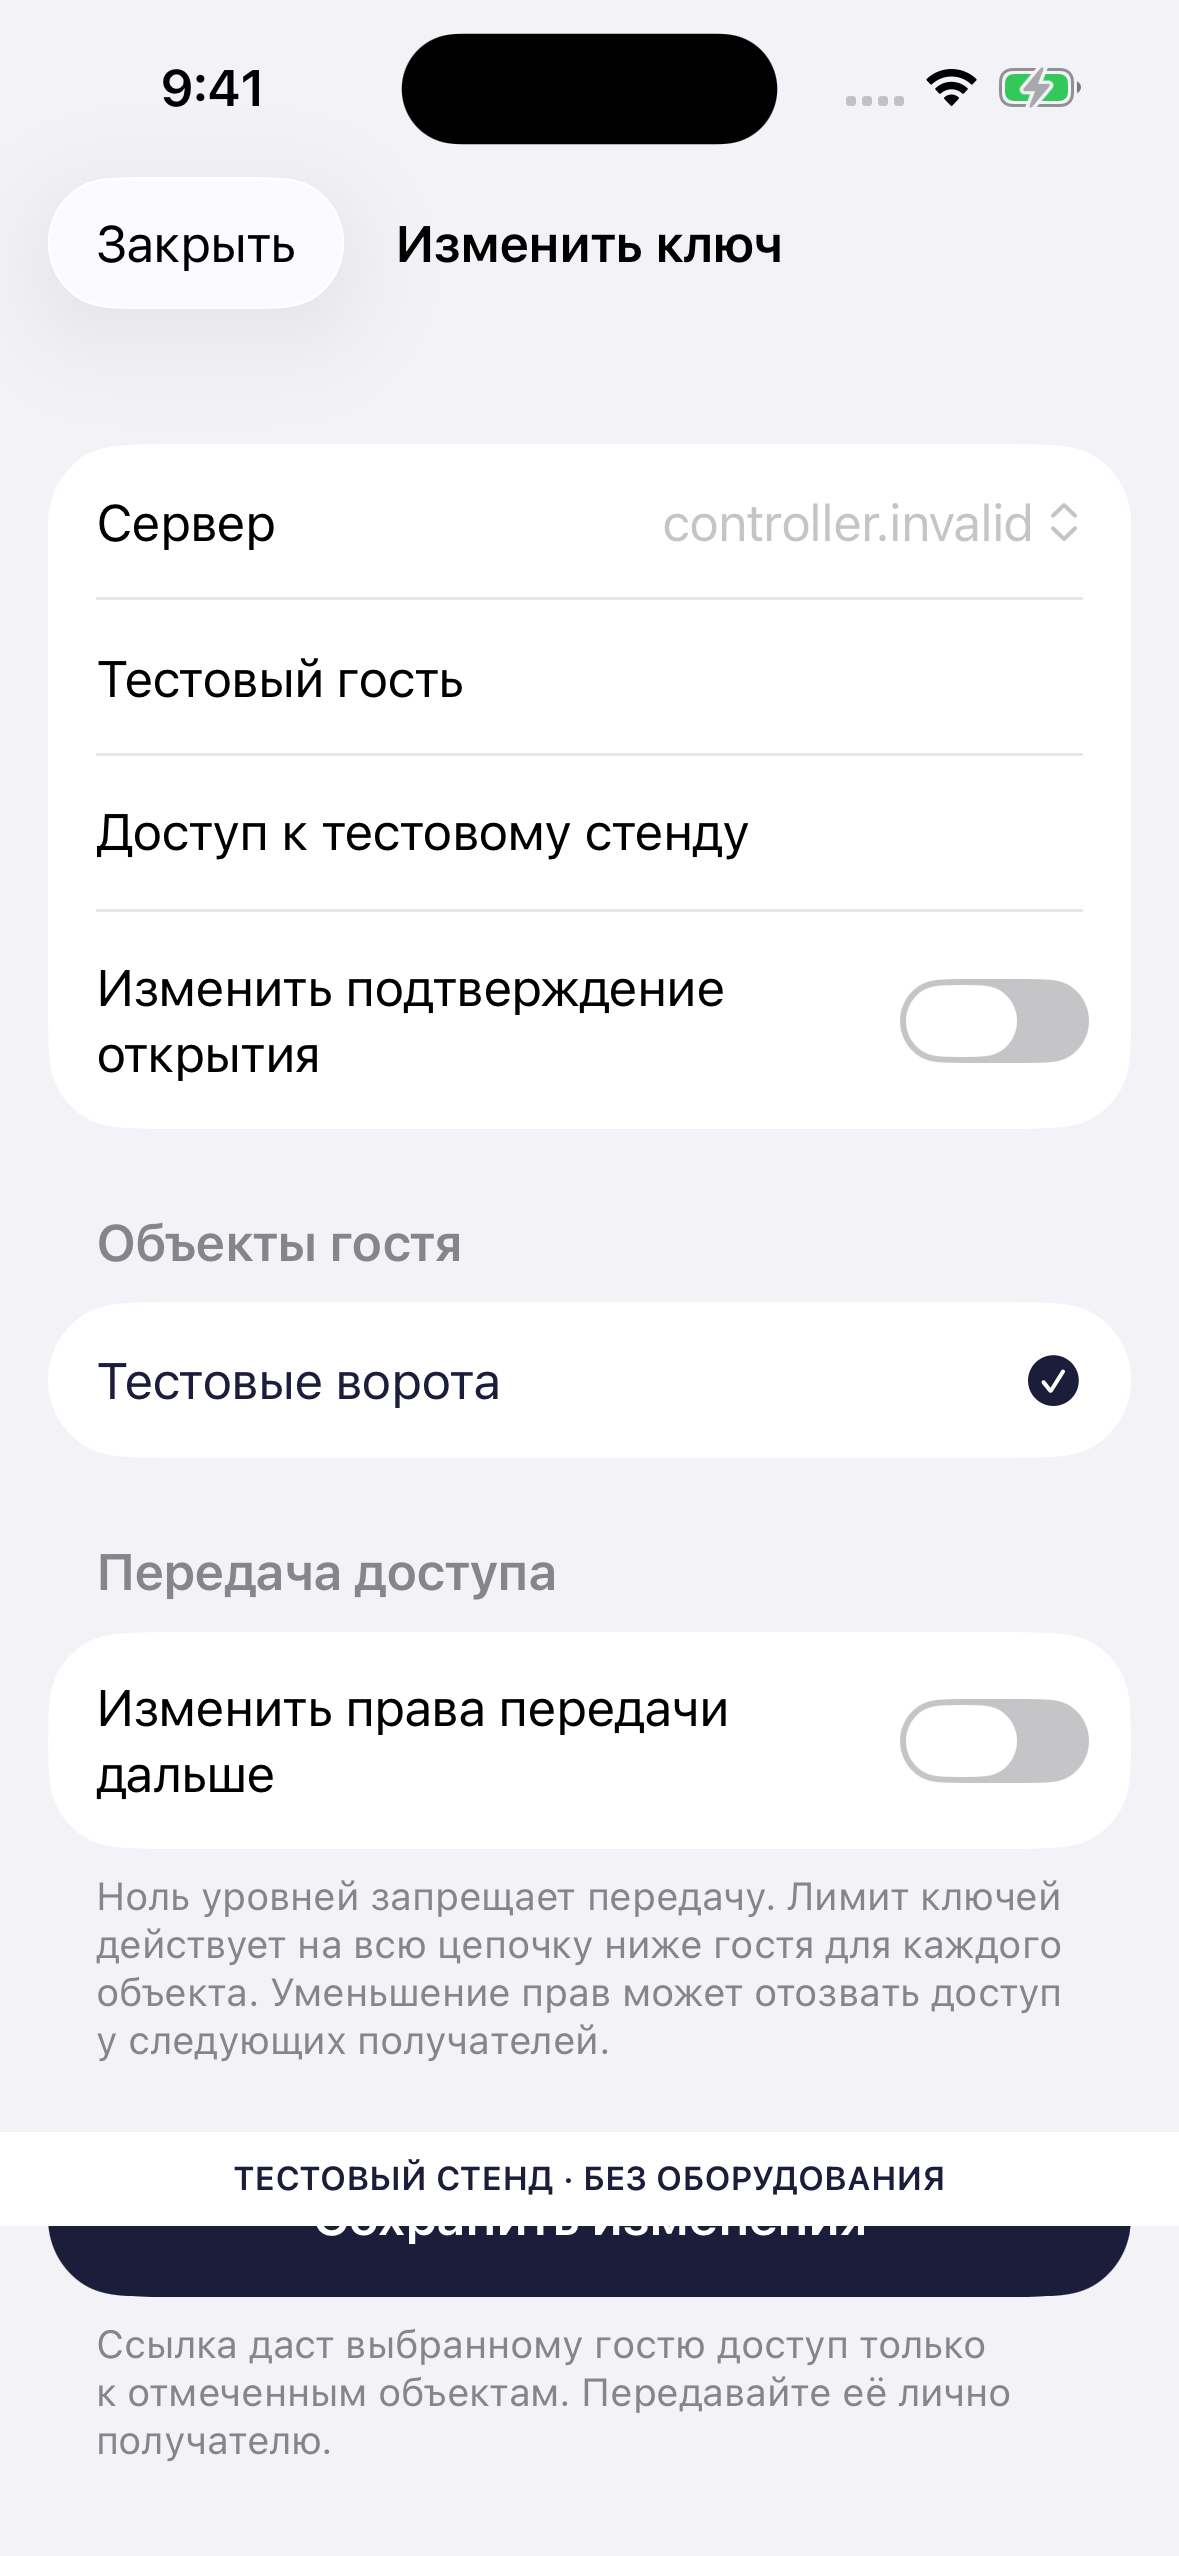 9:41
Закрыть
Изменить ключ
Сервер
controller.invalid
Тестовый гость
Доступ к тестовому стенду
Изменить подтверждение
открытия
Объекты гостя
Тестовые ворота
Передача доступа
Изменить права передачи
дальше
Ноль уровней запрещает передачу. Лимит ключей
действует на всю цепочку ниже гостя для каждого
объекта. Уменьшение прав может отозвать доступ
у следующих получателей.
ТЕСТОВЫЙ СТЕНД · БЕЗ ОБОРУДОВАНИЯ
Сохранить изменения
Ссылка даст выбранному гостю доступ только
к отмеченным объектам. Передавайте её лично
получателю.